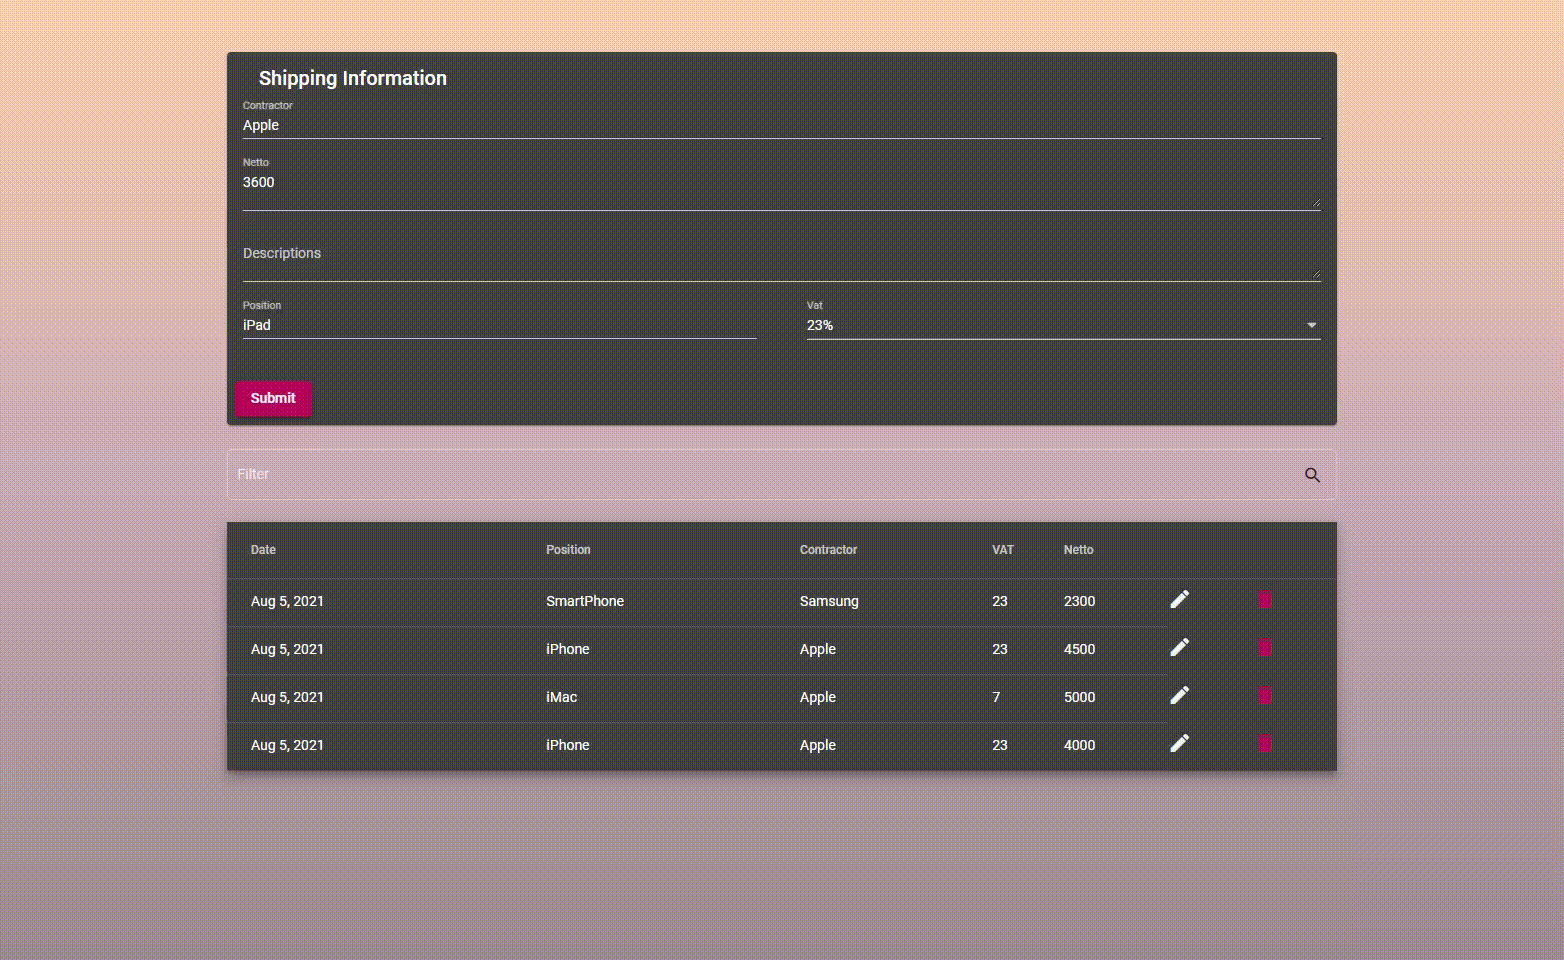 Shipping Information
Contractor
Apple
Netto
3600
Descriptions
Position Vat
iPad 23%
Submit
Filter
Date Position Contractor VAT Netto
Aug 5, 2021 SmartPhone Samsung 23 2300
Aug 5, 2021 iPhone Apple 23 4500
Aug 5, 2021 iMac Apple 7 5000
Aug 5, 2021 iPhone Apple 23 4000